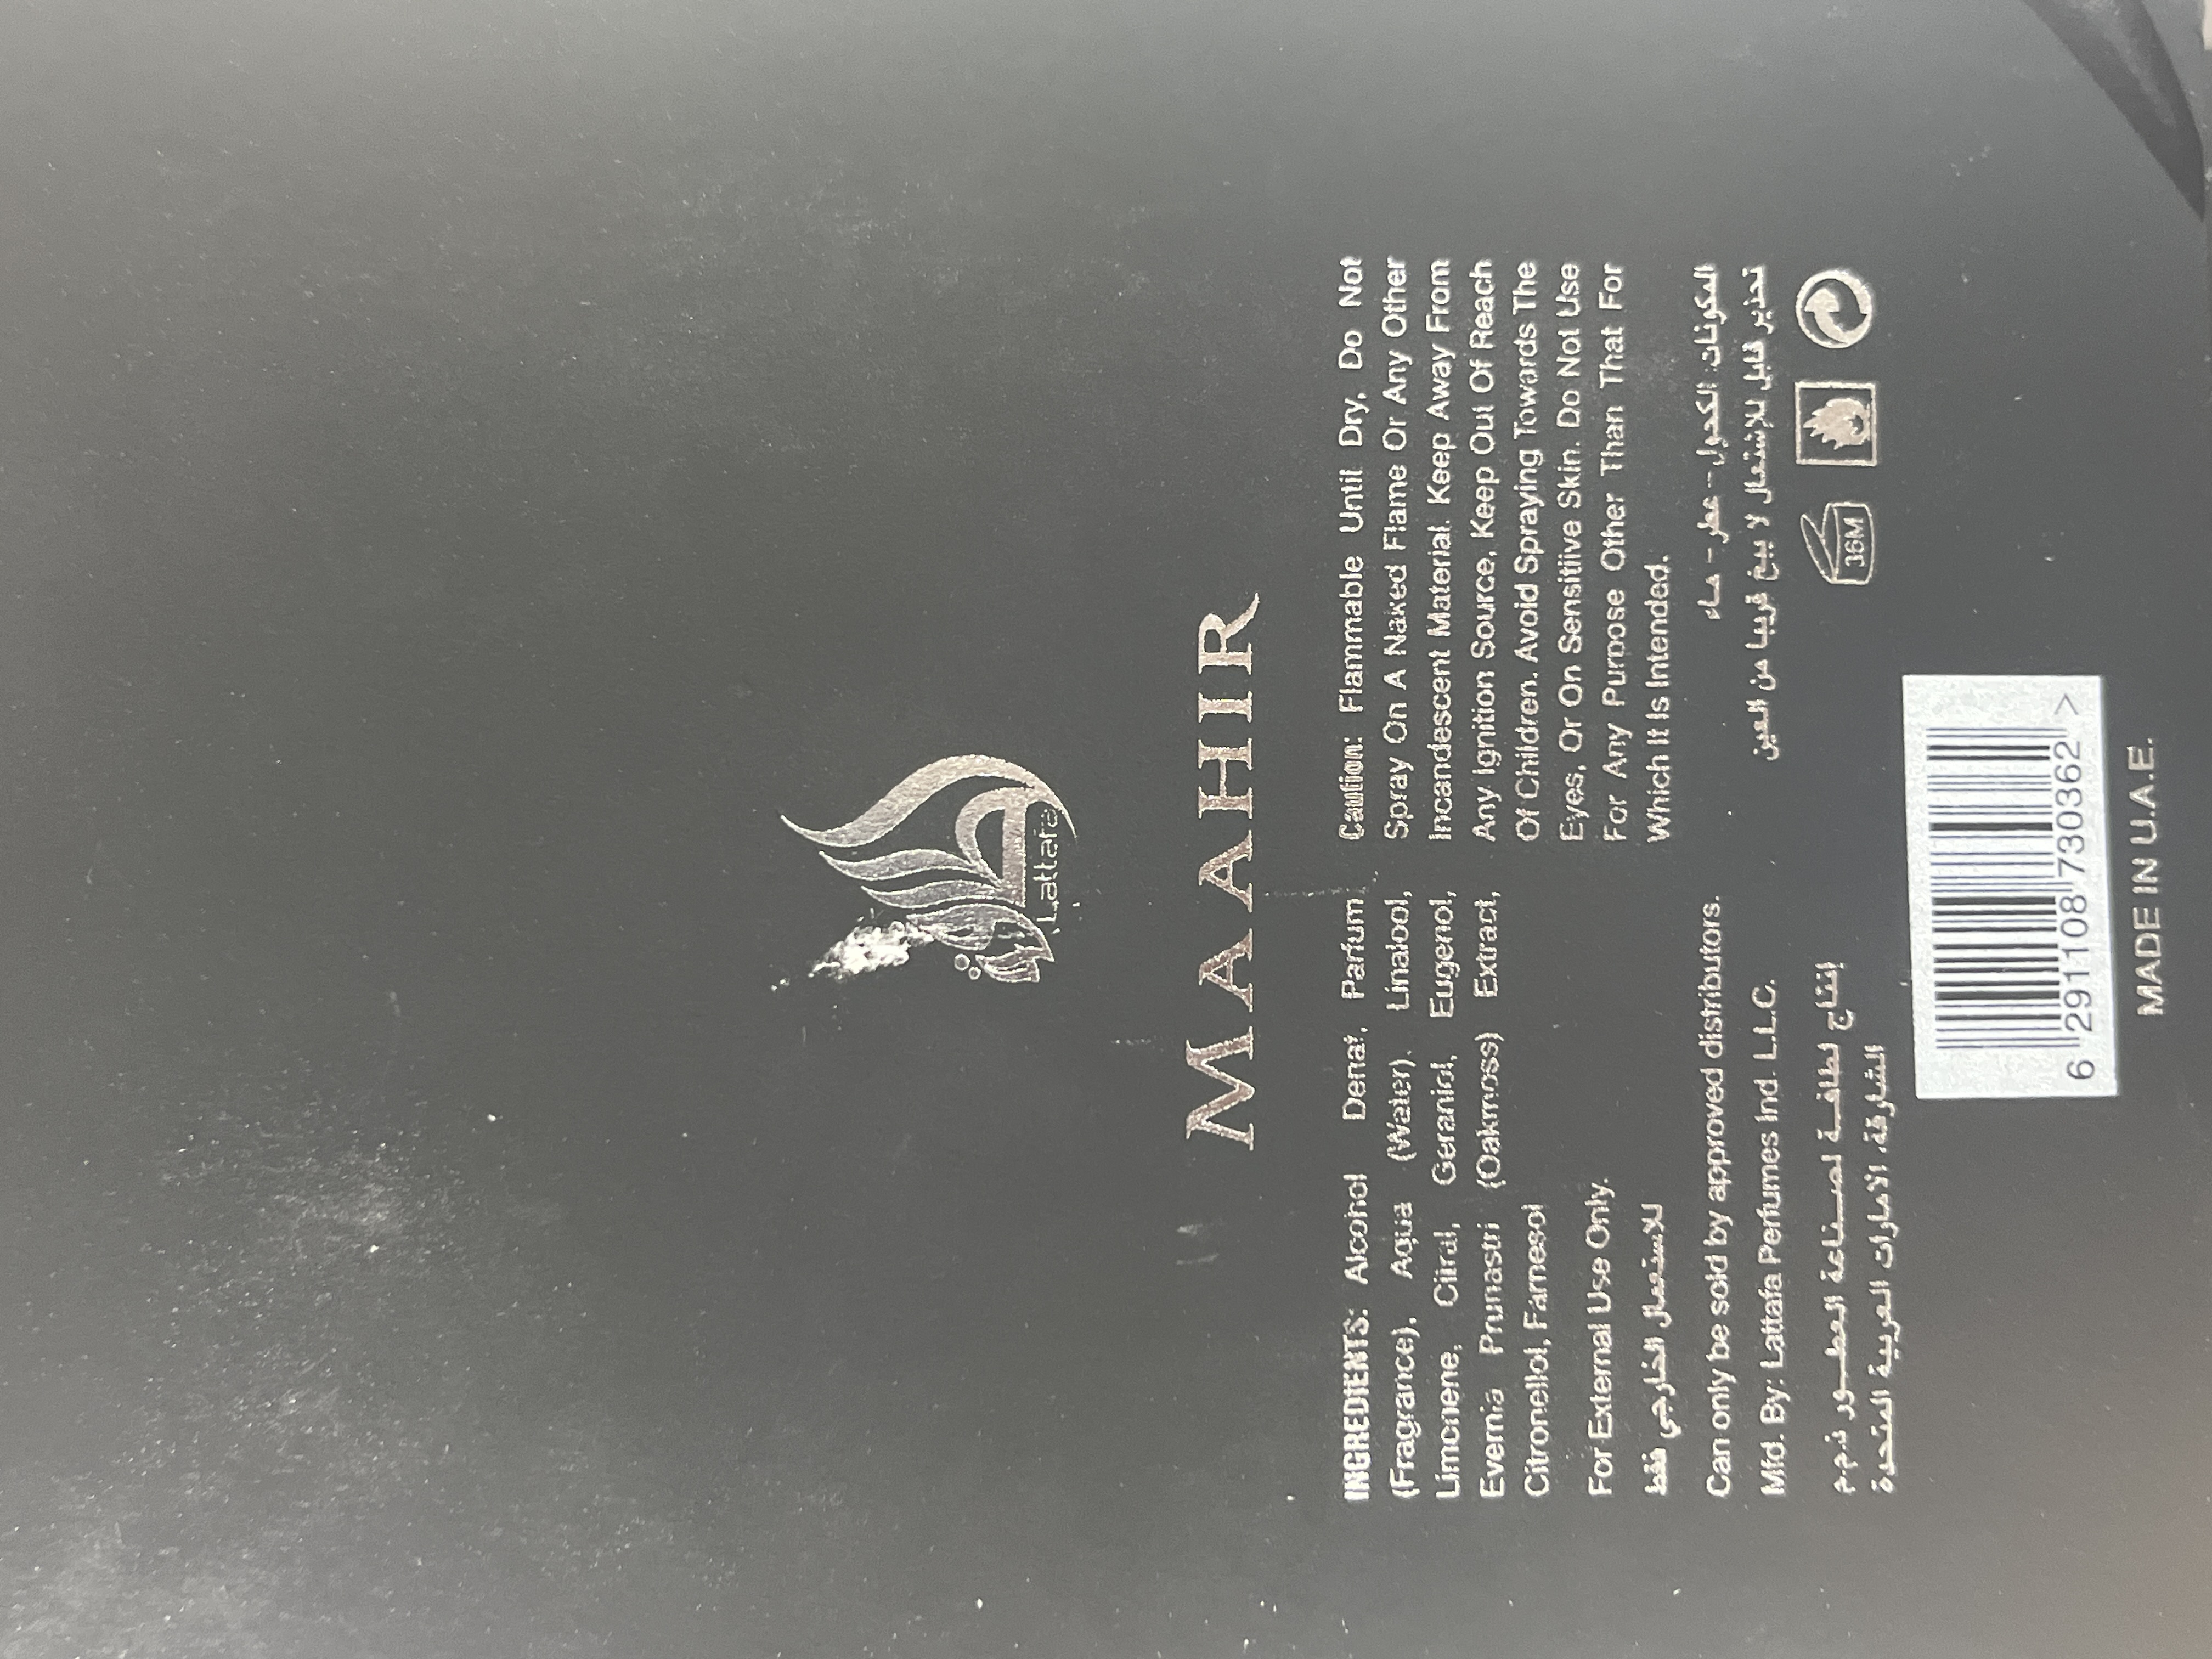 Lattafa
MAAHIR
INGREDIENTS: Alcohol Denat, Parfum
(Fragrance), Aqua (Water), Linalool,
Limonene, Citral, Geraniol, Eugenol,
Evernia Prunastri (Oakmoss) Extract,
Citronellol, Farnesol
For External Use Only.
للاستعمال الخارجي فقط
Can only be sold by approved distributors.
Mfd. By: Lattafa Perfumes Ind. L.L.C.
إنتاج لطافة لصناعة العطور ذ.م.م
الشارقة، الامارات العربية المتحدة
Caution: Flammable Until Dry, Do Not
Spray On A Naked Flame Or Any Other
Incandescent Material. Keep Away From
Any Ignition Source, Keep Out Of Reach
Of Children. Avoid Spraying Towards The
Eyes, Or On Sensitive Skin. Do Not Use
For Any Purpose Other Than That For
Which It Is Intended.
المكونات: الكحول - عطر - ماء
تحذير قابل للإشتعال لا يبخ قريبا من العين
36M
6 291108 730362 >
MADE IN U.A.E.